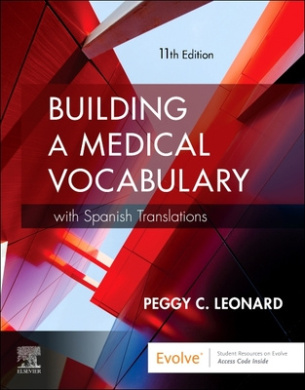 11th Edition
BUILDING
A MEDICAL
VOCABULARY
with Spanish Translations
PEGGY C. LEONARD
ELSEVIER
Evolve
Student Resources on Evolve
Access Code Inside